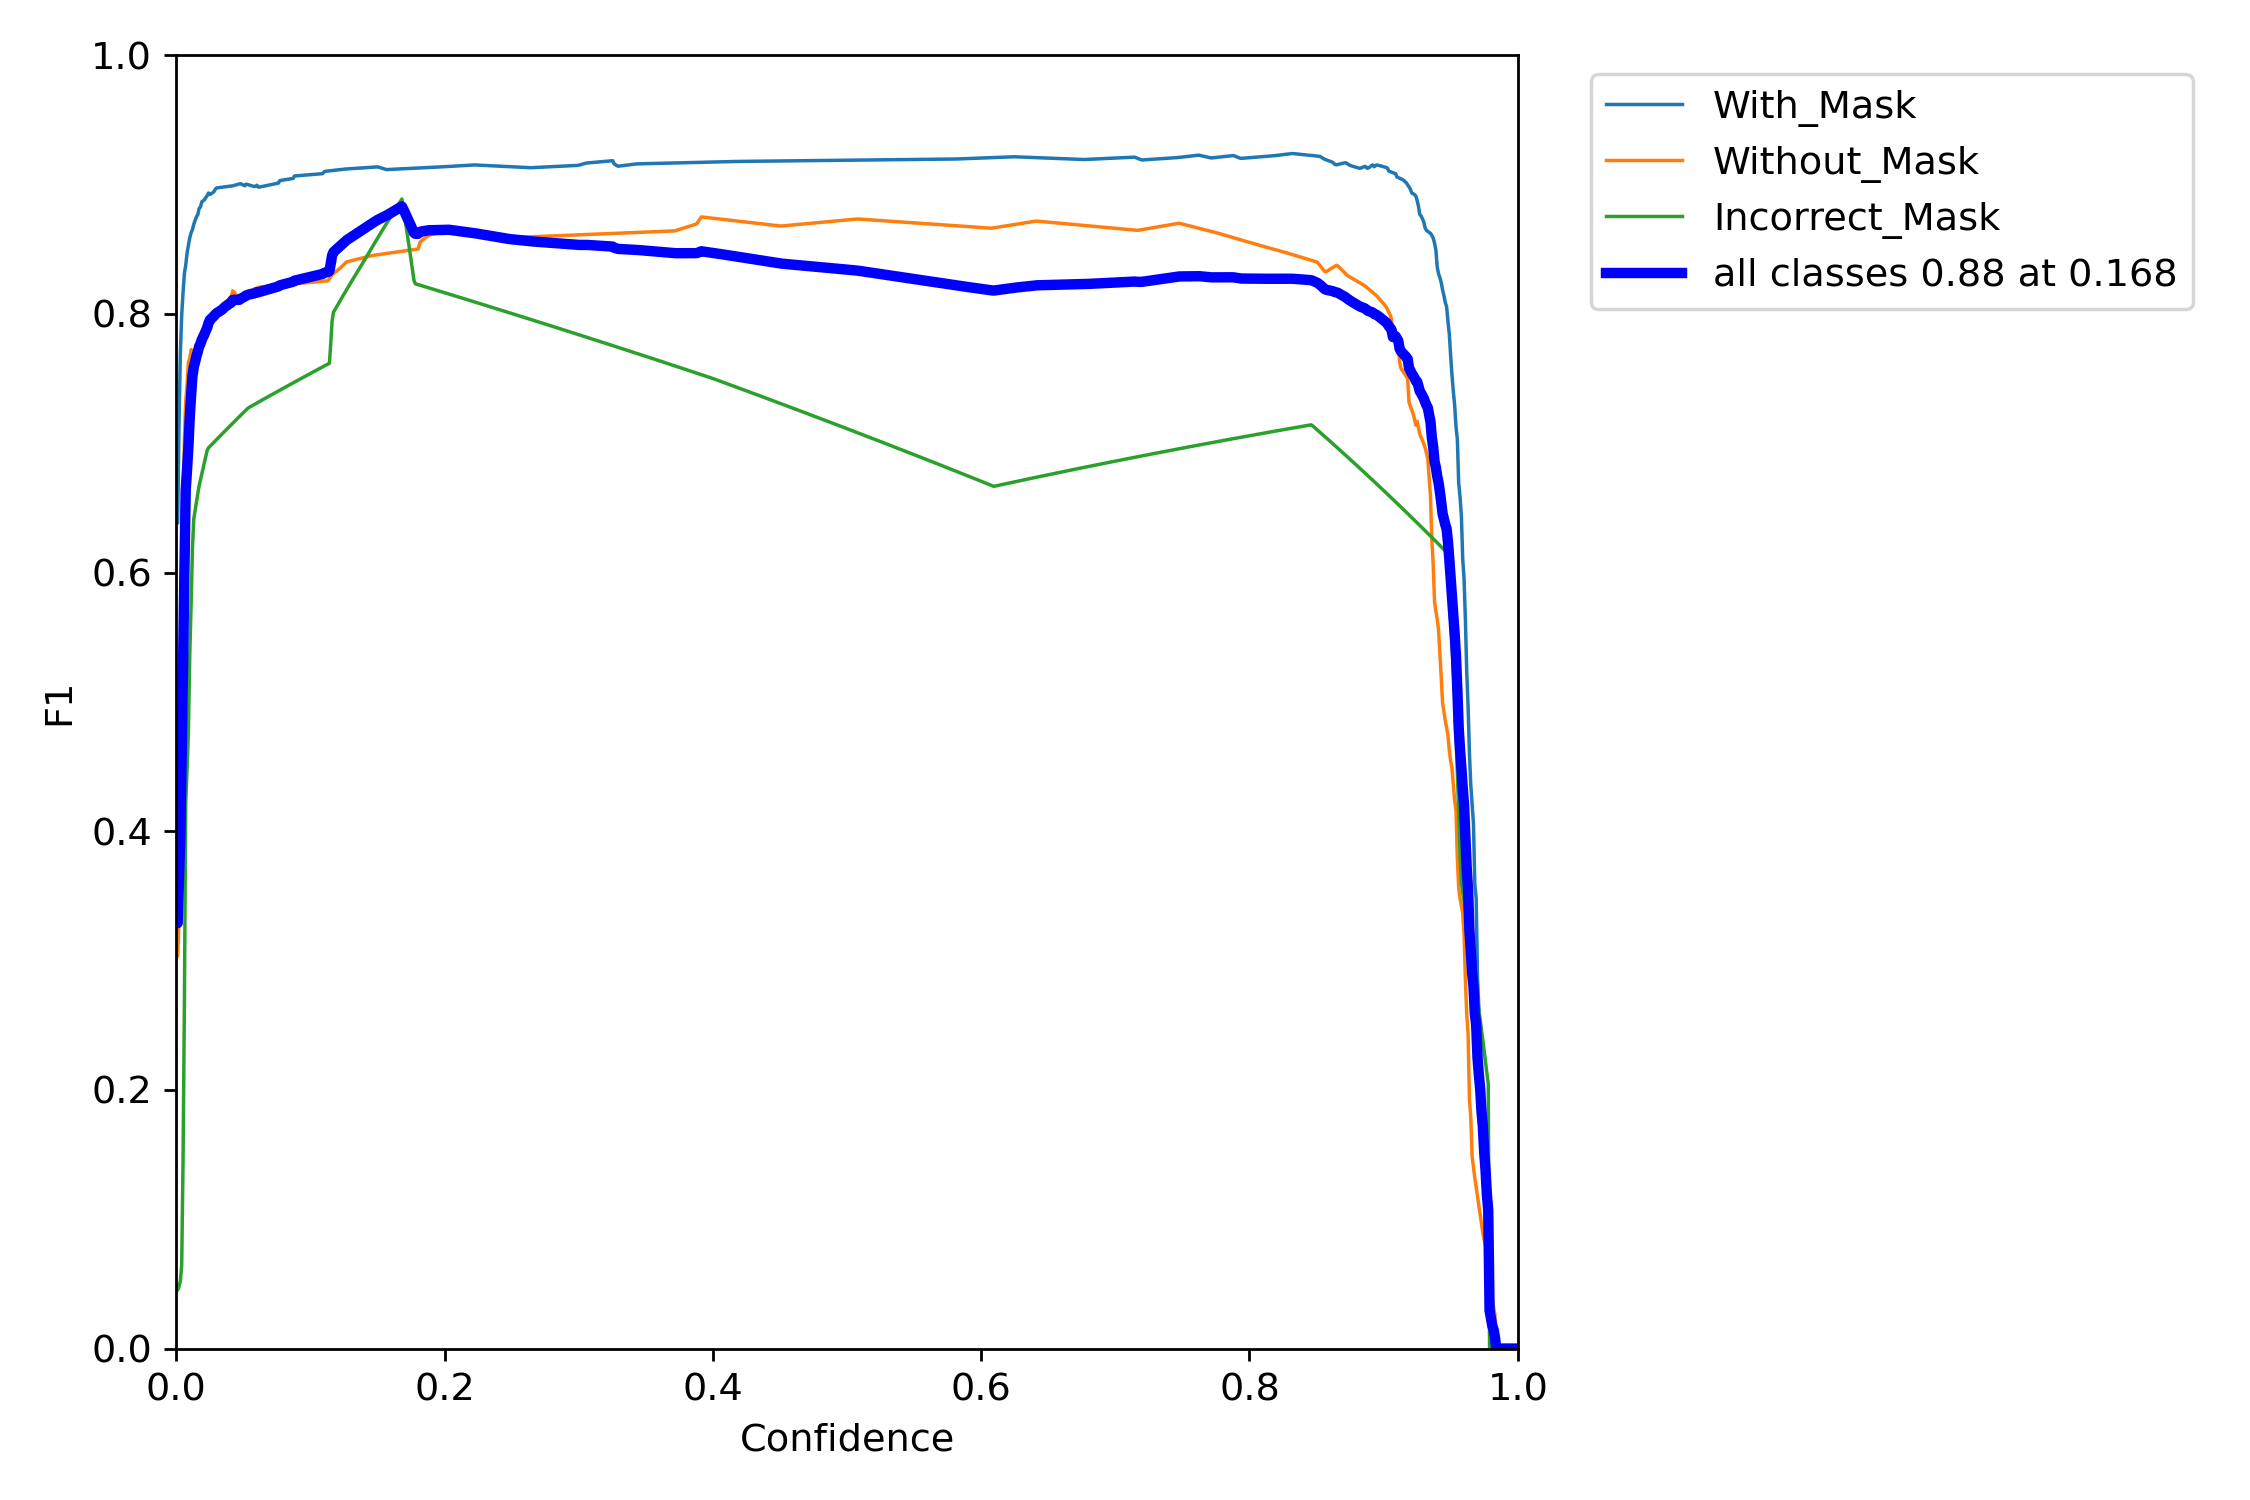 1.0
0.8
0.6
0.4
0.2
0.0
F1
0.0 0.2 0.4 0.6 0.8 1.0
Confidence
With_Mask
Without_Mask
Incorrect_Mask
all classes 0.88 at 0.168